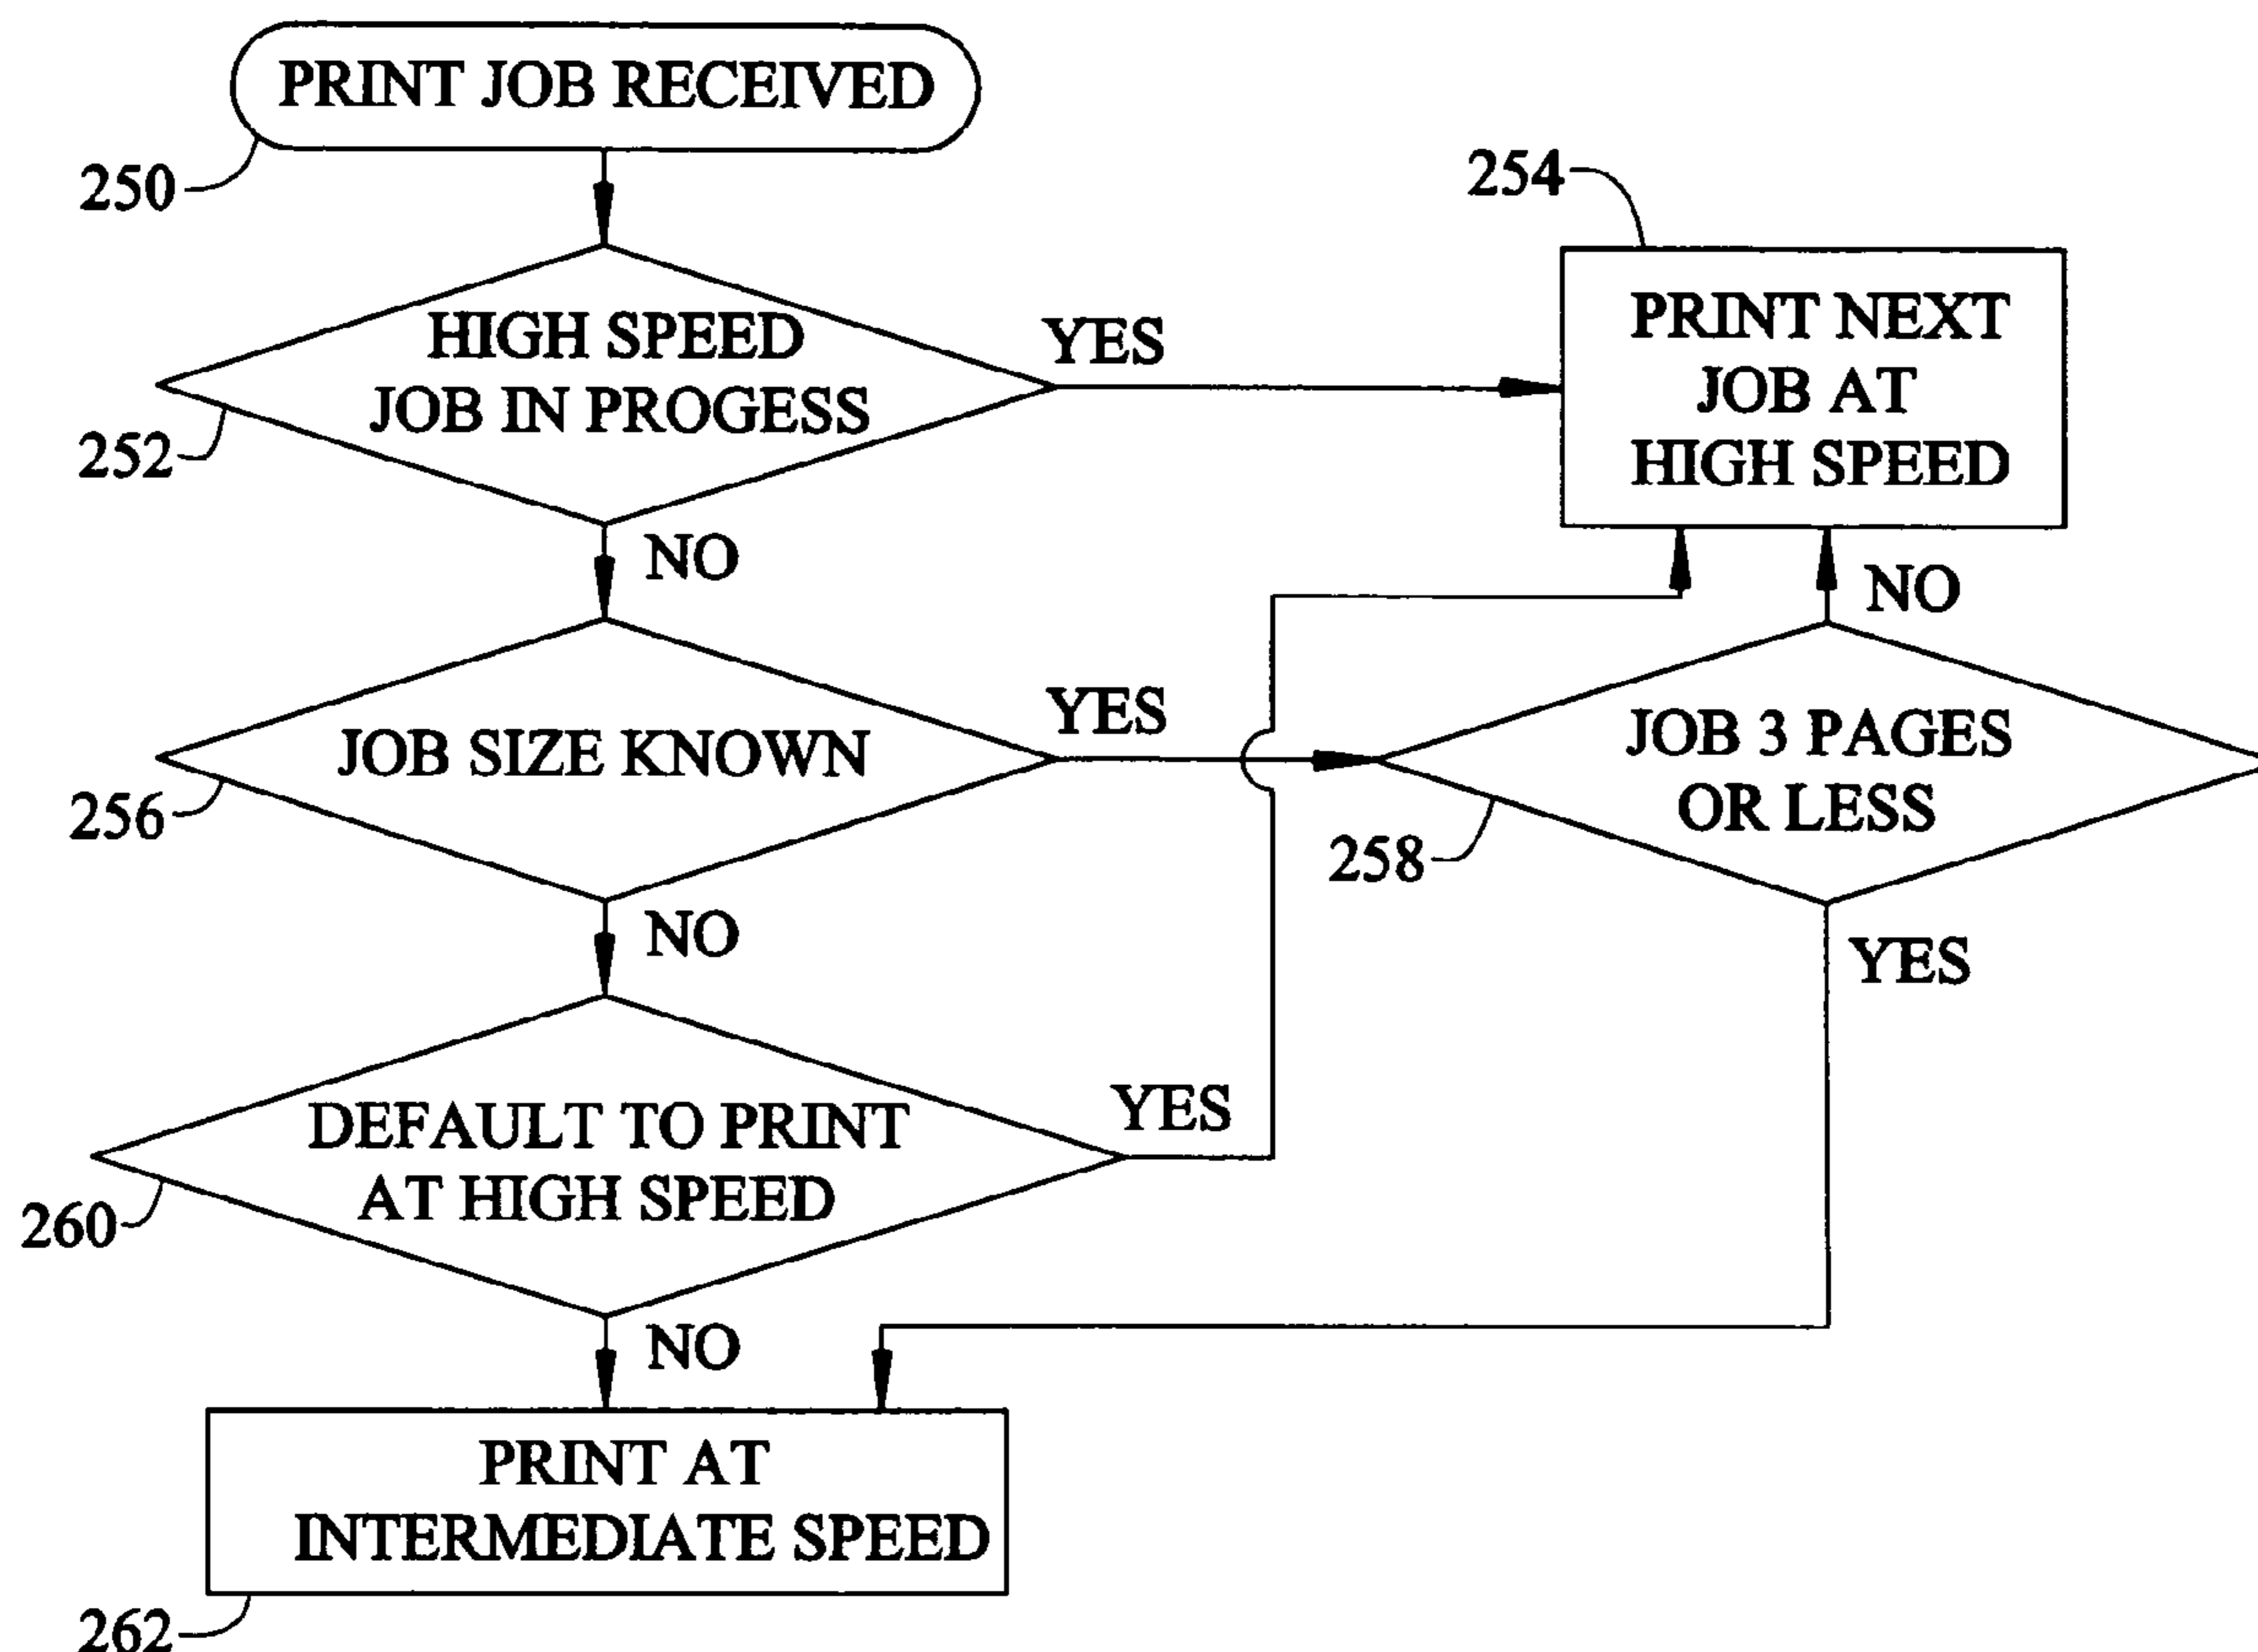 PRINT JOB RECEIVED
250
254
HIGH SPEED
JOB IN PROGESS
YES
252
PRINT NEXT
JOB AT
HIGH SPEED
NO
NO
JOB SIZE KNOWN
YES
256
JOB 3 PAGES
OR LESS
258
NO
YES
DEFAULT TO PRINT
AT HIGH SPEED
YES
260
NO
PRINT AT
INTERMEDIATE SPEED
262